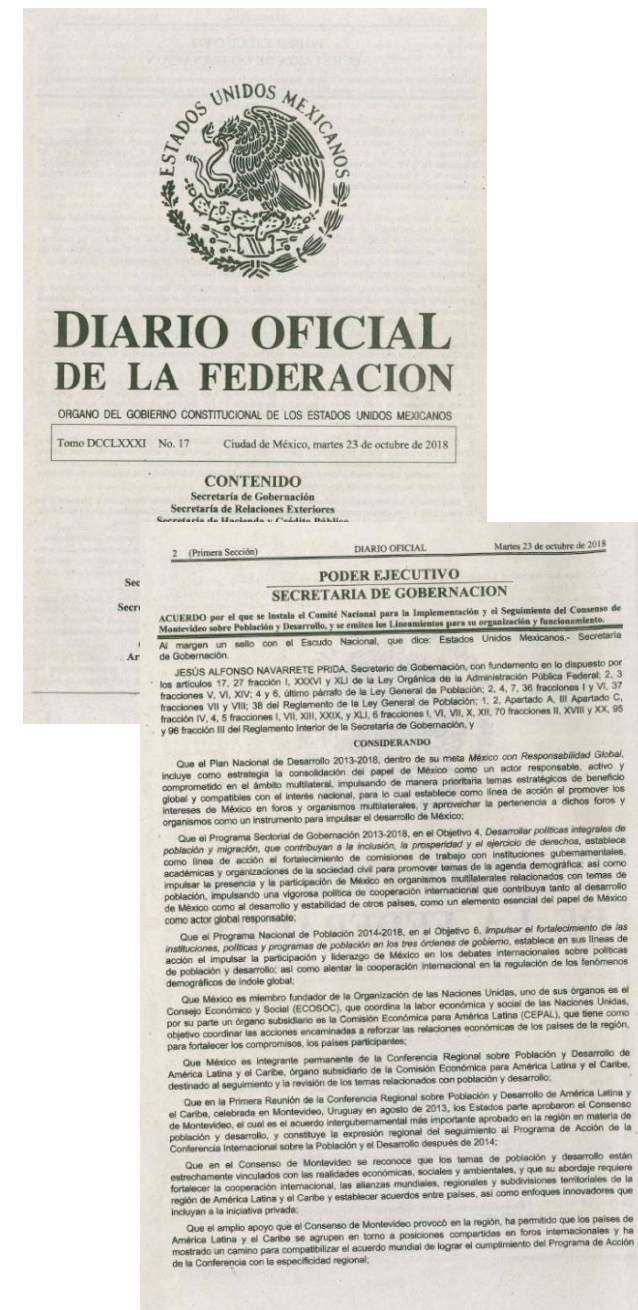 ESTADOS UNIDOS MEXICANOS
DIARIO OFICIAL
DE LA FEDERACION
ORGANO DEL GOBIERNO CONSTITUCIONAL DE LOS ESTADOS UNIDOS MEXICANOS
Tomo DCCLXXXI No. 17 Ciudad de México, martes 23 de octubre de 2018
CONTENIDO
Secretaría de Gobernación
Secretaría de Relaciones Exteriores
Secretaría de Hacienda y Crédito Público
Sec
Secr
Ar
2 (Primera Sección) DIARIO OFICIAL Martes 23 de octubre de 2018
PODER EJECUTIVO
SECRETARIA DE GOBERNACION
ACUERDO por el que se instala el Comité Nacional para la Implementación y el Seguimiento del Consenso de
Montevideo sobre Población y Desarrollo, y se emiten los Lineamientos para su organización y funcionamiento.
Al margen un sello con el Escudo Nacional, que dice: Estados Unidos Mexicanos.- Secretaría
de Gobernación.
JESÚS ALFONSO NAVARRETE PRIDA, Secretario de Gobernación, con fundamento en lo dispuesto por
los artículos 17, 27 fracción I, XXXVI y XLI de la Ley Orgánica de la Administración Pública Federal; 2, 3
fracciones V, VI, XIV; 4 y 6, último párrafo de la Ley General de Población; 2, 4, 7, 36 fracciones I y VI, 37
fracciones VII y VIII; 38 del Reglamento de la Ley General de Población; 1, 2, Apartado A, III Apartado C,
fracción IV, 4, 5 fracciones I, VII, XIII, XXIX, y XLI, 6 fracciones I, VI, VII, X, XII, 70 fracciones II, XVIII y XX, 95
y 96 fracción III del Reglamento Interior de la Secretaría de Gobernación, y
CONSIDERANDO
Que el Plan Nacional de Desarrollo 2013-2018, dentro de su meta México con Responsabilidad Global,
incluye como estrategia la consolidación del papel de México como un actor responsable, activo y
comprometido en el ámbito multilateral, impulsando de manera prioritaria temas estratégicos de beneficio
global y compatibles con el interés nacional, para lo cual establece como línea de acción el promover los
intereses de México en foros y organismos multilaterales, y aprovechar la pertenencia a dichos foros y
organismos como un instrumento para impulsar el desarrollo de México;
Que el Programa Sectorial de Gobernación 2013-2018, en el Objetivo 4, Desarrollar políticas integrales de
población y migración, que contribuyan a la inclusión, la prosperidad y el ejercicio de derechos, establece
como línea de acción el fortalecimiento de comisiones de trabajo con instituciones gubernamentales,
académicas y organizaciones de la sociedad civil para promover temas de la agenda demográfica; así como
impulsar la presencia y la participación de México en organismos multilaterales relacionados con temas de
población, impulsando una vigorosa política de cooperación internacional que contribuya tanto al desarrollo
de México como al desarrollo y estabilidad de otros países, como un elemento esencial del papel de México
como actor global responsable;
Que el Programa Nacional de Población 2014-2018, en el Objetivo 6, Impulsar el fortalecimiento de las
instituciones, políticas y programas de población en los tres órdenes de gobierno, establece en sus líneas de
acción el impulsar la participación y liderazgo de México en los debates internacionales sobre políticas
de población y desarrollo; así como alentar la cooperación internacional en la regulación de los fenómenos
demográficos de índole global;
Que México es miembro fundador de la Organización de las Naciones Unidas, uno de sus órganos es el
Consejo Económico y Social (ECOSOC), que coordina la labor económica y social de las Naciones Unidas,
por su parte un órgano subsidiario es la Comisión Económica para América Latina (CEPAL), que tiene como
objetivo coordinar las acciones encaminadas a reforzar las relaciones económicas de los países de la región,
para fortalecer los compromisos, los países participantes;
Que México es integrante permanente de la Conferencia Regional sobre Población y Desarrollo de
América Latina y el Caribe, órgano subsidiario de la Comisión Económica para América Latina y el Caribe,
destinado al seguimiento y la revisión de los temas relacionados con población y desarrollo;
Que en la Primera Reunión de la Conferencia Regional sobre Población y Desarrollo de América Latina y
el Caribe, celebrada en Montevideo, Uruguay en agosto de 2013, los Estados parte aprobaron el Consenso
de Montevideo, el cual es el acuerdo intergubernamental más importante aprobado en la región en materia de
población y desarrollo, y constituye la expresión regional del seguimiento al Programa de Acción de la
Conferencia Internacional sobre la Población y el Desarrollo después de 2014;
Que en el Consenso de Montevideo se reconoce que los temas de población y desarrollo están
estrechamente vinculados con las realidades económicas, sociales y ambientales, y que su abordaje requiere
fortalecer la cooperación internacional, las alianzas mundiales, regionales y subdivisiones territoriales de la
región de América Latina y el Caribe y establecer acuerdos entre países, así como enfoques innovadores que
incluyan a la iniciativa privada;
Que el amplio apoyo que el Consenso de Montevideo provocó en la región, ha permitido que los países de
América Latina y el Caribe se agrupen en torno a posiciones compartidas en foros internacionales y ha
mostrado un camino para compatibilizar el acuerdo mundial de lograr el cumplimiento del Programa de Acción
de la Conferencia con la especificidad regional;